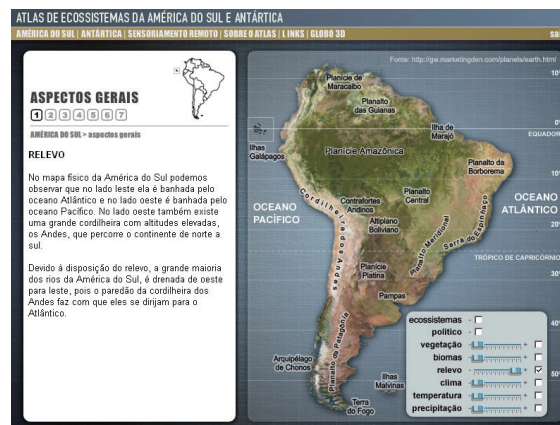 ATLAS DE ECOSSISTEMAS DA AMÉRICA DO SUL E ANTÁRTICA
AMÉRICA DO SUL | ANTÁRTICA | SENSORIAMENTO REMOTO | SOBRE O ATLAS | LINKS | GLOBO 3D
sai
ASPECTOS GERAIS
1 2 3 4 5 6 7
AMÉRICA DO SUL > aspectos gerais
RELEVO
No mapa físico da América do Sul podemos
observar que no lado leste ela é banhada pelo
oceano Atlântico e no lado oeste é banhada pelo
oceano Pacífico. No lado oeste também existe
uma grande cordilheira com altitudes elevadas,
os Andes, que percorre o continente de norte a
sul.
Devido á disposição do relevo, a grande maioria
dos rios da América do Sul, é drenada de oeste
para leste, pois o paredão da cordilheira dos
Andes faz com que eles se dirijam para o
Atlântico.
Fonte: http://gw.marketingden.com/planets/earth.html
10°
Planície de
Maracaibo
Planalto
das Guianas
Ilha de
Marajó
0°
EQUADOR
Ilhas
Galápagos
Planície Amazônica
Planalto da
Borborema
10°
OCEANO
PACÍFICO
Cordilheira dos Andes
Contrafortes
Andinos
Planalto
Central
OCEANO
ATLÂNTICO
Altiplano
Boliviano
20°
Planalto Meridional
Serra do Espinhaço
TRÓPICO DE CAPRICÓRNIO
Planície
Platina
30°
Pampas
Planalto da Patagônia
40°
Arquipélago
de Chonos
Ilhas
Malvinas
50°
Terra
do Fogo
ecossistemas -
político -
vegetação - +
biomas - +
relevo - +
clima - +
temperatura - +
precipitação - +